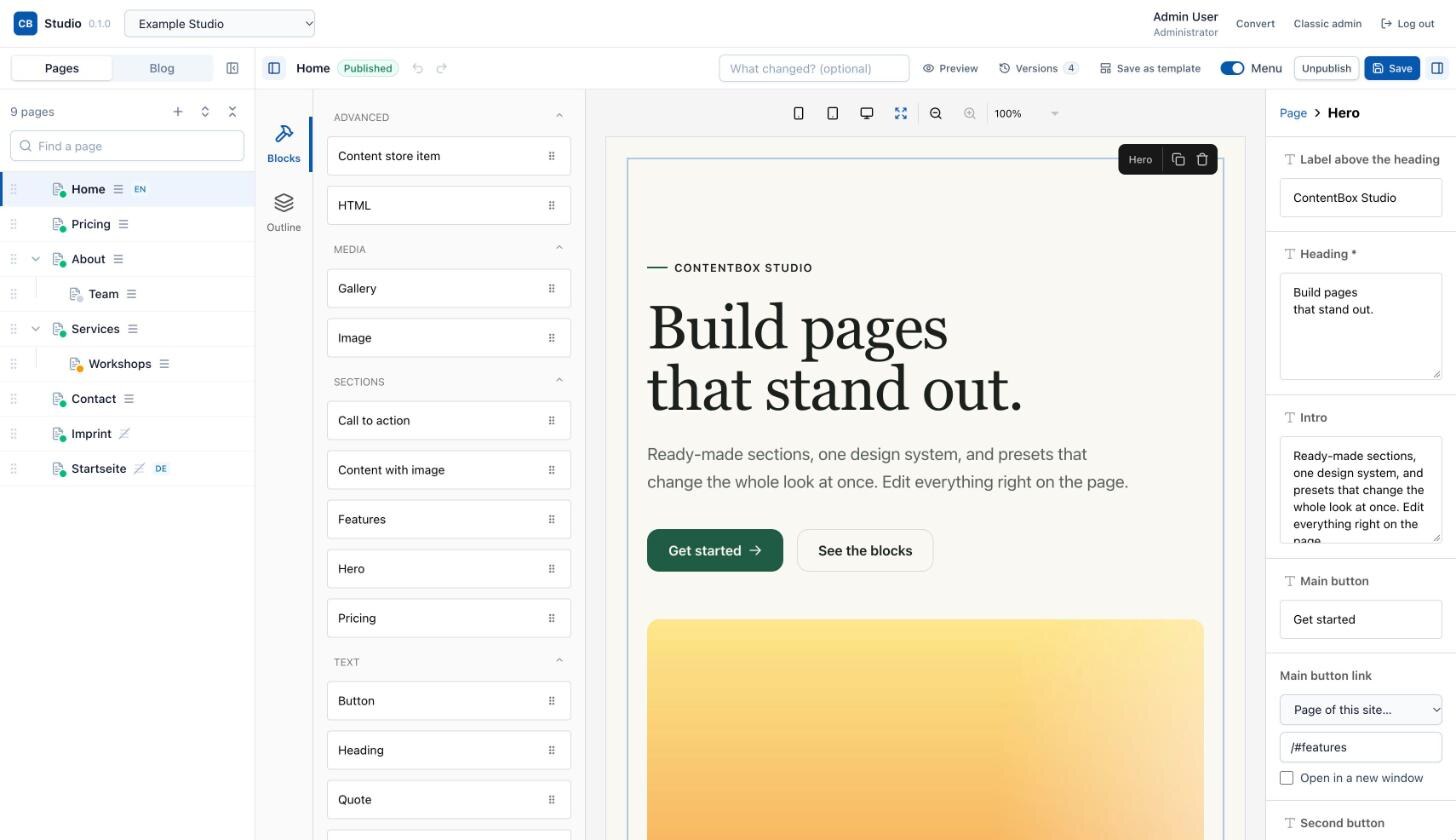 CB Studio 0.1.0 Example Studio
Admin User
Administrator
Convert Classic admin Log out
Pages Blog
Home Published What changed? (optional) Preview Versions 4 Save as template Menu Unpublish Save
9 pages
Find a page
Home EN
Pricing
About
Team
Services
Workshops
Contact
Imprint
Startseite DE
Blocks
Outline
ADVANCED
Content store item
HTML
MEDIA
Gallery
Image
SECTIONS
Call to action
Content with image
Features
Hero
Pricing
TEXT
Button
Heading
Quote
100%
Hero
CONTENTBOX STUDIO
Build pages
that stand out.
Ready-made sections, one design system, and presets that
change the whole look at once. Edit everything right on the page.
Get started → See the blocks
Page > Hero
Label above the heading
ContentBox Studio
Heading *
Build pages
that stand out.
Intro
Ready-made sections,
one design system, and
presets that change the
whole look at once. Edit
everything right on the
page.
Main button
Get started
Main button link
Page of this site...
/#features
Open in a new window
Second button